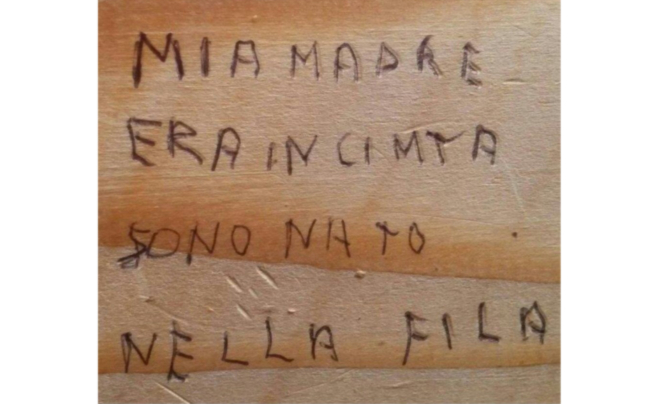 MIA MADRE
ERA IN CIMTA
SONO NATO
NELLA FILA